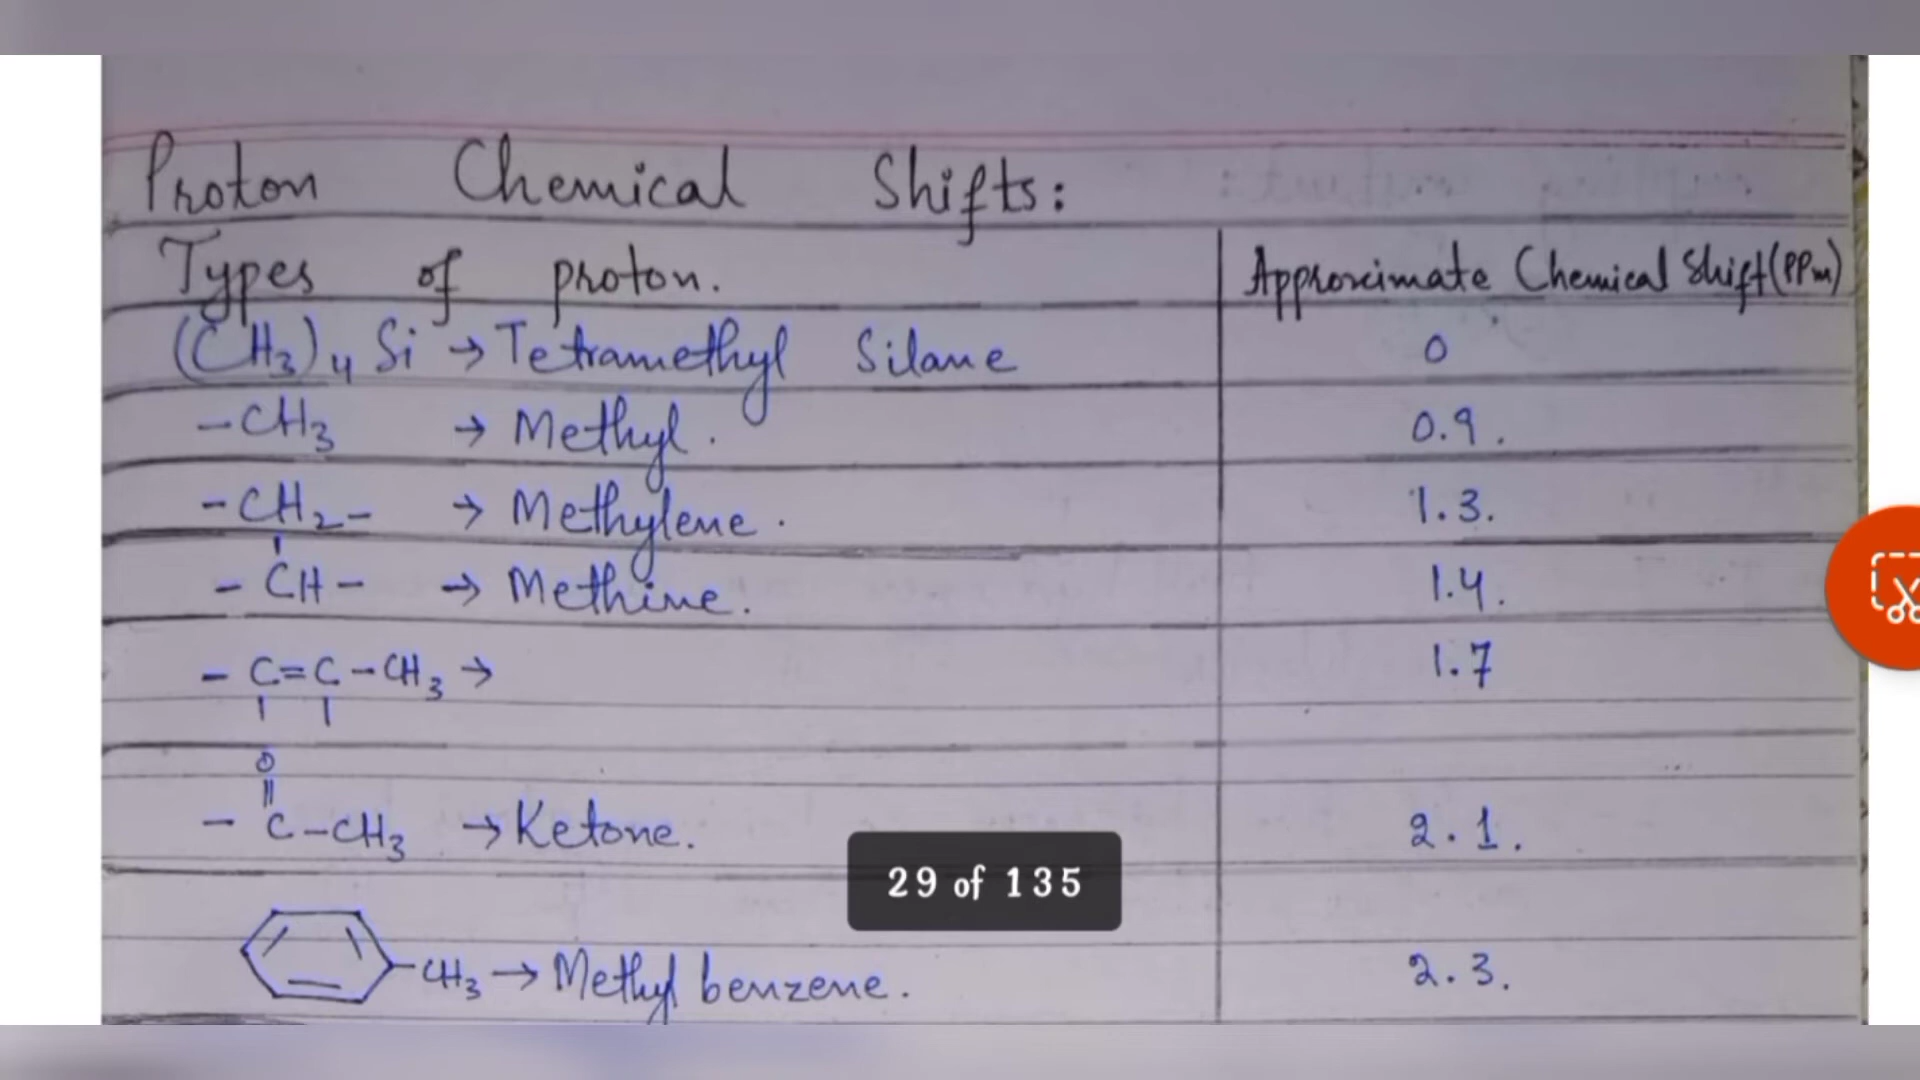 Proton Chemical Shifts:
Types of proton. Approximate Chemical Shift (PPm)
(CH3)4 Si → Tetramethyl Silane 0
-CH3 → Methyl. 0.9.
-CH2- → Methylene. 1.3.
-CH- → Methine. 1.4.
-C=C-CH3 → 1.7
O
-C-CH3 → Ketone. 2.1.
29 of 135
-CH3 → Methyl benzene. 2.3.